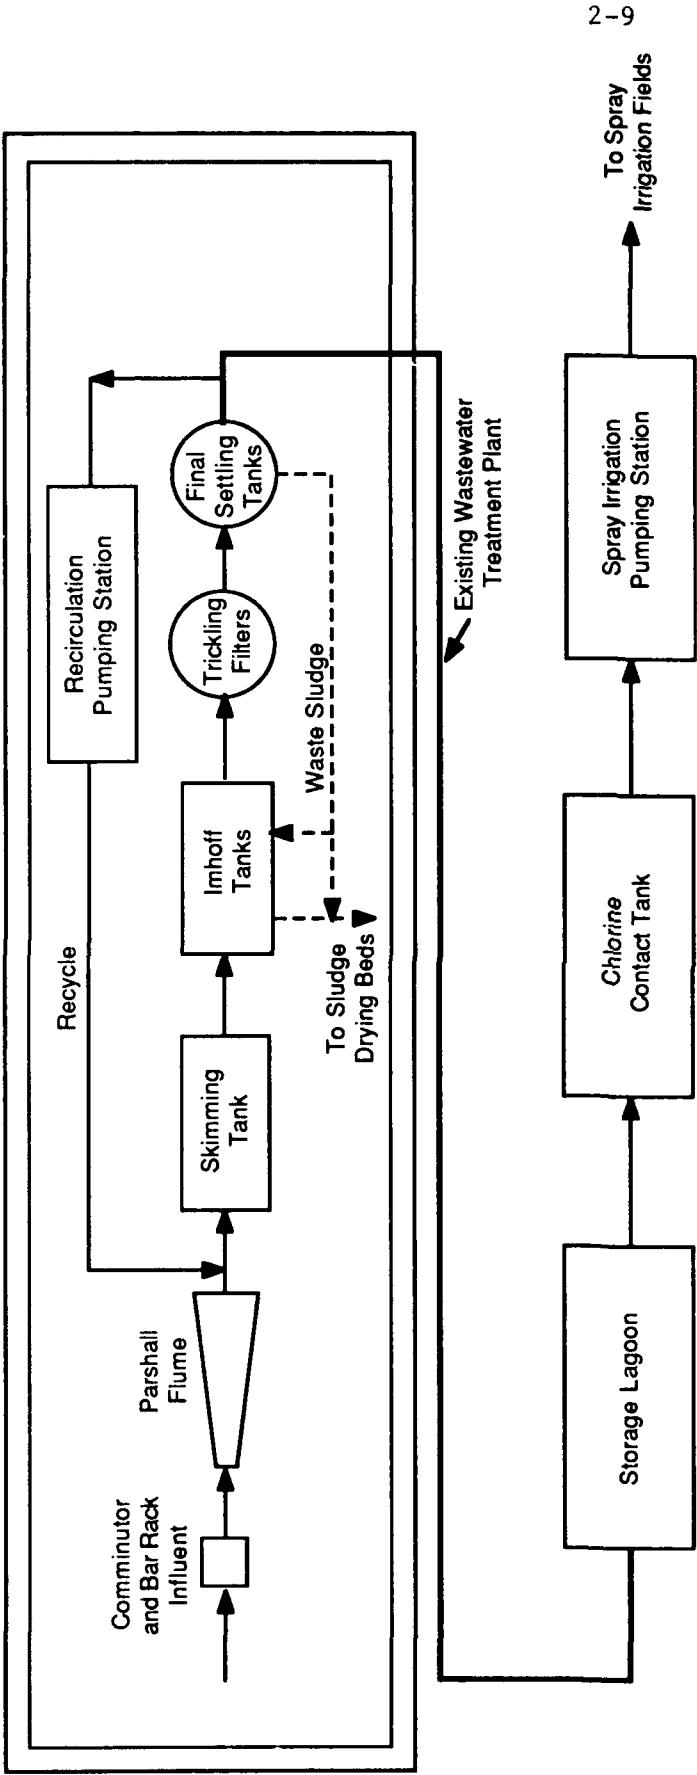 2-9
Comminutor
and Bar Rack
Influent
Parshall
Flume
Recycle
Skimming
Tank
Imhoff
Tanks
Recirculation
Pumping Station
Trickling
Filters
Final
Settling
Tanks
Waste Sludge
To Sludge
Drying Beds
Existing Wastewater
Treatment Plant
Storage Lagoon
Chlorine
Contact Tank
Spray Irrigation
Pumping Station
To Spray
Irrigation Fields